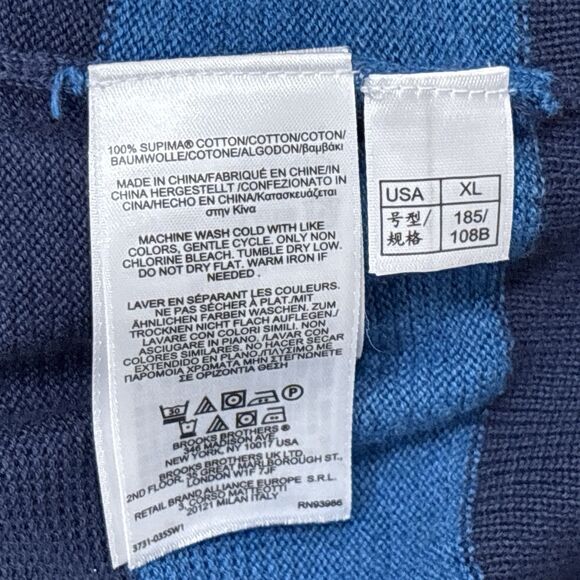 100% SUPIMA® COTTON/COTTON/COTON/
BAUMWOLLE/COTONE/ALGODON/βαμβάκι
MADE IN CHINA/FABRIQUÉ EN CHINE/IN
CHINA HERGESTELLT /CONFEZIONATO IN
CINA/HECHO EN CHINA/Κατασκευάζεται
στην Κίνα
MACHINE WASH COLD WITH LIKE
COLORS, GENTLE CYCLE. ONLY NON
CHLORINE BLEACH. TUMBLE DRY LOW.
DO NOT DRY FLAT. WARM IRON IF
NEEDED .
LAVER EN SÉPARANT LES COULEURS.
NE PAS SÉCHER À PLAT./MIT
ÄHNLICHEN FARBEN WASCHEN. ZUM
TROCKNEN NICHT FLACH AUFLEGEN./
LAVARE CON COLORI SIMILI. NON
ASCIUGARE IN PLANO./LAVAR CON
COLORES SIMILARES. NO SECAR
EXTENDIDO EN PLANO./ΠΛΥΣΙΜΟ ΜΕ
ΠΑΡΟΜΟΙΑ ΧΡΩΜΑΤΑ ΜΗΝ ΣΤΕΓΝΩΝΕΤΕ
ΣΕ ΟΡΙΖΟΝΤΙΑ ΘΕΣΗ
30 P
BROOKS BROTHERS ®
346 MADISON AVE
NEW YORK, NY 10017 USA
BROOKS BROTHERS UK LTD
2ND FLOOR, 15 GREAT MARLBOROUGH ST.,
LONDON W1F 7JF
RETAIL BRAND ALLIANCE EUROPE S.R.L.
3, CORSO MATTEOTTI
20121 MILAN ITALY
RN93986
3731-035SW1
USA XL
号型/ 185/
规格 108B